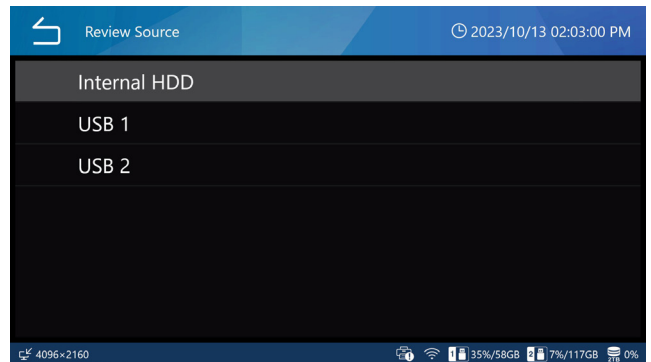 Review Source
2023/10/13 02:03:00 PM
Internal HDD
USB 1
USB 2
4096×2160
1 35%/58GB 2 7%/117GB 2TB 0%